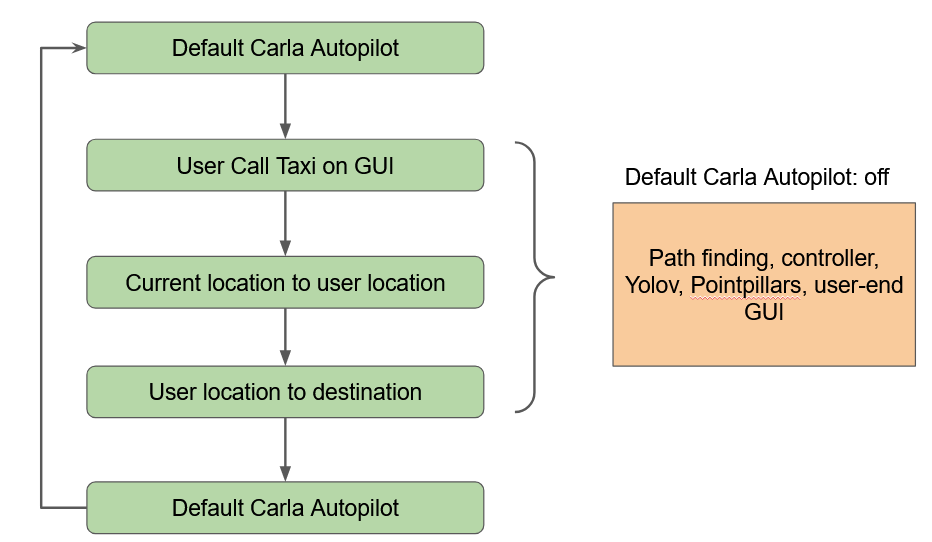 Default Carla Autopilot
User Call Taxi on GUI
Current location to user location
User location to destination
Default Carla Autopilot
Default Carla Autopilot: off
Path finding, controller,
Yolov, Pointpillars, user-end
GUI